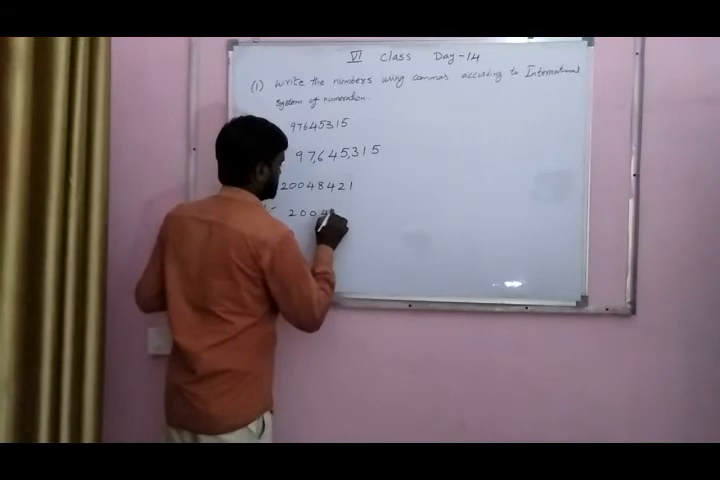 VI Class Day-14
(1) Write the numbers using commas according to International
System of numeration.
97645315
97,645,315
20048421
2004